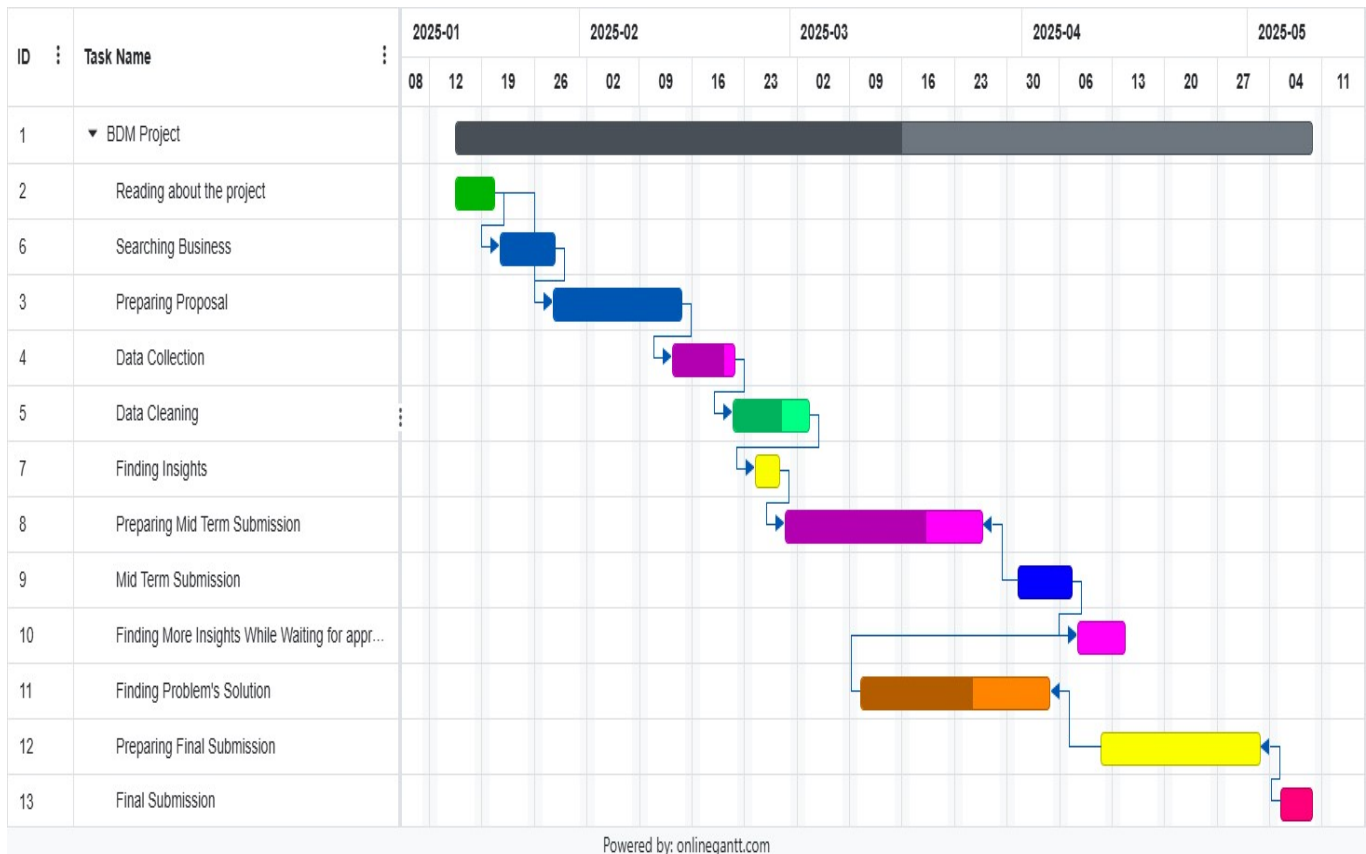 ID Task Name 2025-01 2025-02 2025-03 2025-04 2025-05
08 12 19 26 02 09 16 23 02 09 16 23 30 06 13 20 27 04 11
1 BDM Project
2 Reading about the project
6 Searching Business
3 Preparing Proposal
4 Data Collection
5 Data Cleaning
7 Finding Insights
8 Preparing Mid Term Submission
9 Mid Term Submission
10 Finding More Insights While Waiting for appr...
11 Finding Problem's Solution
12 Preparing Final Submission
13 Final Submission
Powered by: onlinegantt.com